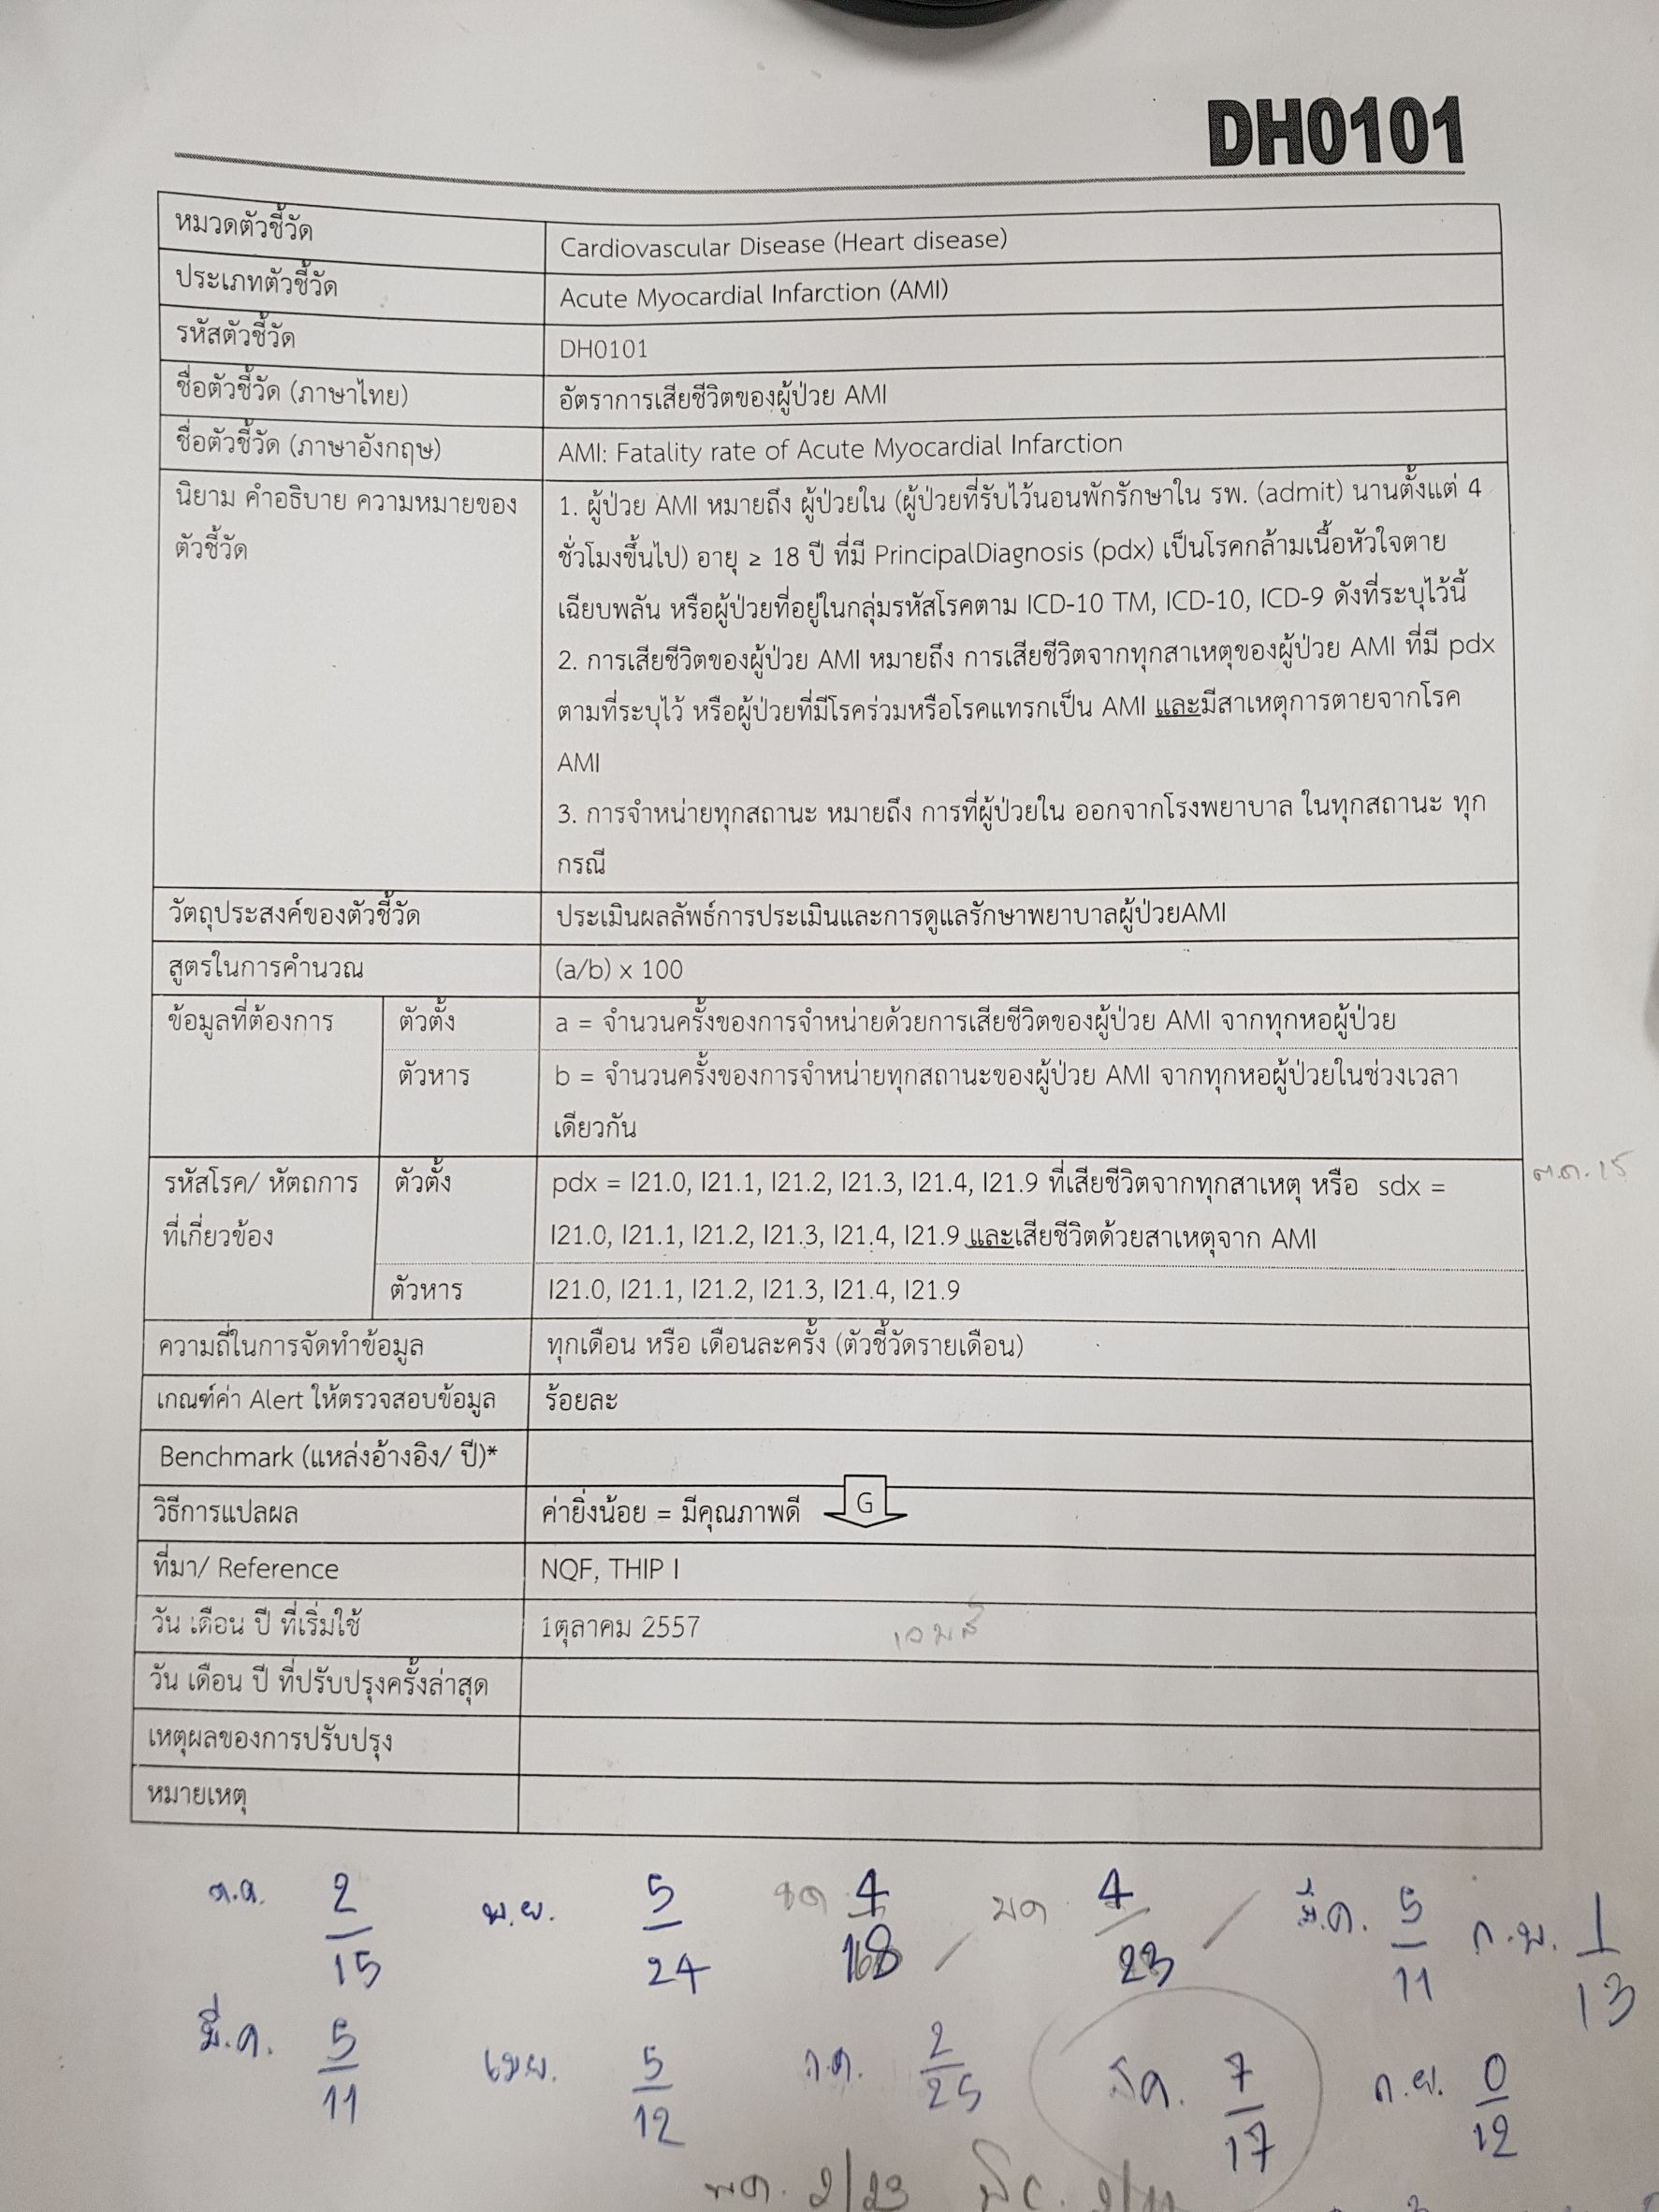 DH0101
หมวดตัวชี้วัด Cardiovascular Disease (Heart disease)
ประเภทตัวชี้วัด Acute Myocardial Infarction (AMI)
รหัสตัวชี้วัด DH0101
ชื่อตัวชี้วัด (ภาษาไทย) อัตราการเสียชีวิตของผู้ป่วย AMI
ชื่อตัวชี้วัด (ภาษาอังกฤษ) AMI: Fatality rate of Acute Myocardial Infarction
นิยาม คำอธิบาย ความหมายของ
ตัวชี้วัด
1. ผู้ป่วย AMI หมายถึง ผู้ป่วยใน (ผู้ป่วยที่รับไว้นอนพักรักษาใน รพ. (admit) นานตั้งแต่ 4
ชั่วโมงขึ้นไป) อายุ ≥ 18 ปี ที่มี PrincipalDiagnosis (pdx) เป็นโรคกล้ามเนื้อหัวใจตาย
เฉียบพลัน หรือผู้ป่วยที่อยู่ในกลุ่มรหัสโรคตาม ICD-10 TM, ICD-10, ICD-9 ดังที่ระบุไว้นี้
2. การเสียชีวิตของผู้ป่วย AMI หมายถึง การเสียชีวิตจากทุกสาเหตุของผู้ป่วย AMI ที่มี pdx
ตามที่ระบุไว้ หรือผู้ป่วยที่มีโรคร่วมหรือโรคแทรกเป็น AMI และมีสาเหตุการตายจากโรค
AMI
3. การจำหน่ายทุกสถานะ หมายถึง การที่ผู้ป่วยใน ออกจากโรงพยาบาล ในทุกสถานะ ทุก
กรณี
วัตถุประสงค์ของตัวชี้วัด ประเมินผลลัพธ์การประเมินและการดูแลรักษาพยาบาลผู้ป่วยAMI
สูตรในการคำนวณ (a/b) x 100
ข้อมูลที่ต้องการ ตัวตั้ง a = จำนวนครั้งของการจำหน่ายด้วยการเสียชีวิตของผู้ป่วย AMI จากทุกหอผู้ป่วย
ตัวหาร b = จำนวนครั้งของการจำหน่ายทุกสถานะของผู้ป่วย AMI จากทุกหอผู้ป่วยในช่วงเวลา
เดียวกัน
รหัสโรค/ หัตถการ
ที่เกี่ยวข้อง
ตัวตั้ง pdx = I21.0, I21.1, I21.2, I21.3, I21.4, I21.9 ที่เสียชีวิตจากทุกสาเหตุ หรือ sdx =
I21.0, I21.1, I21.2, I21.3, I21.4, I21.9 และเสียชีวิตด้วยสาเหตุจาก AMI
ตัวหาร I21.0, I21.1, I21.2, I21.3, I21.4, I21.9
ความถี่ในการจัดทำข้อมูล ทุกเดือน หรือ เดือนละครั้ง (ตัวชี้วัดรายเดือน)
เกณฑ์ค่า Alert ให้ตรวจสอบข้อมูล ร้อยละ
Benchmark (แหล่งอ้างอิง/ ปี)*
วิธีการแปลผล ค่ายิ่งน้อย = มีคุณภาพดี G
ที่มา/ Reference NQF, THIP I
วัน เดือน ปี ที่เริ่มใช้ 1ตุลาคม 2557
วัน เดือน ปี ที่ปรับปรุงครั้งล่าสุด
เหตุผลของการปรับปรุง
หมายเหตุ
ต.ค. 2/15 พ.ย. 5/24 ธค 4/18 มค 4/23 มี.ค. 5/11 ก.พ. 1/13
มี.ค. 5/11 เมย. 5/12 ก.ค. 2/25 สค. 7/17 ก.ย. 0/12
พค. 2/23